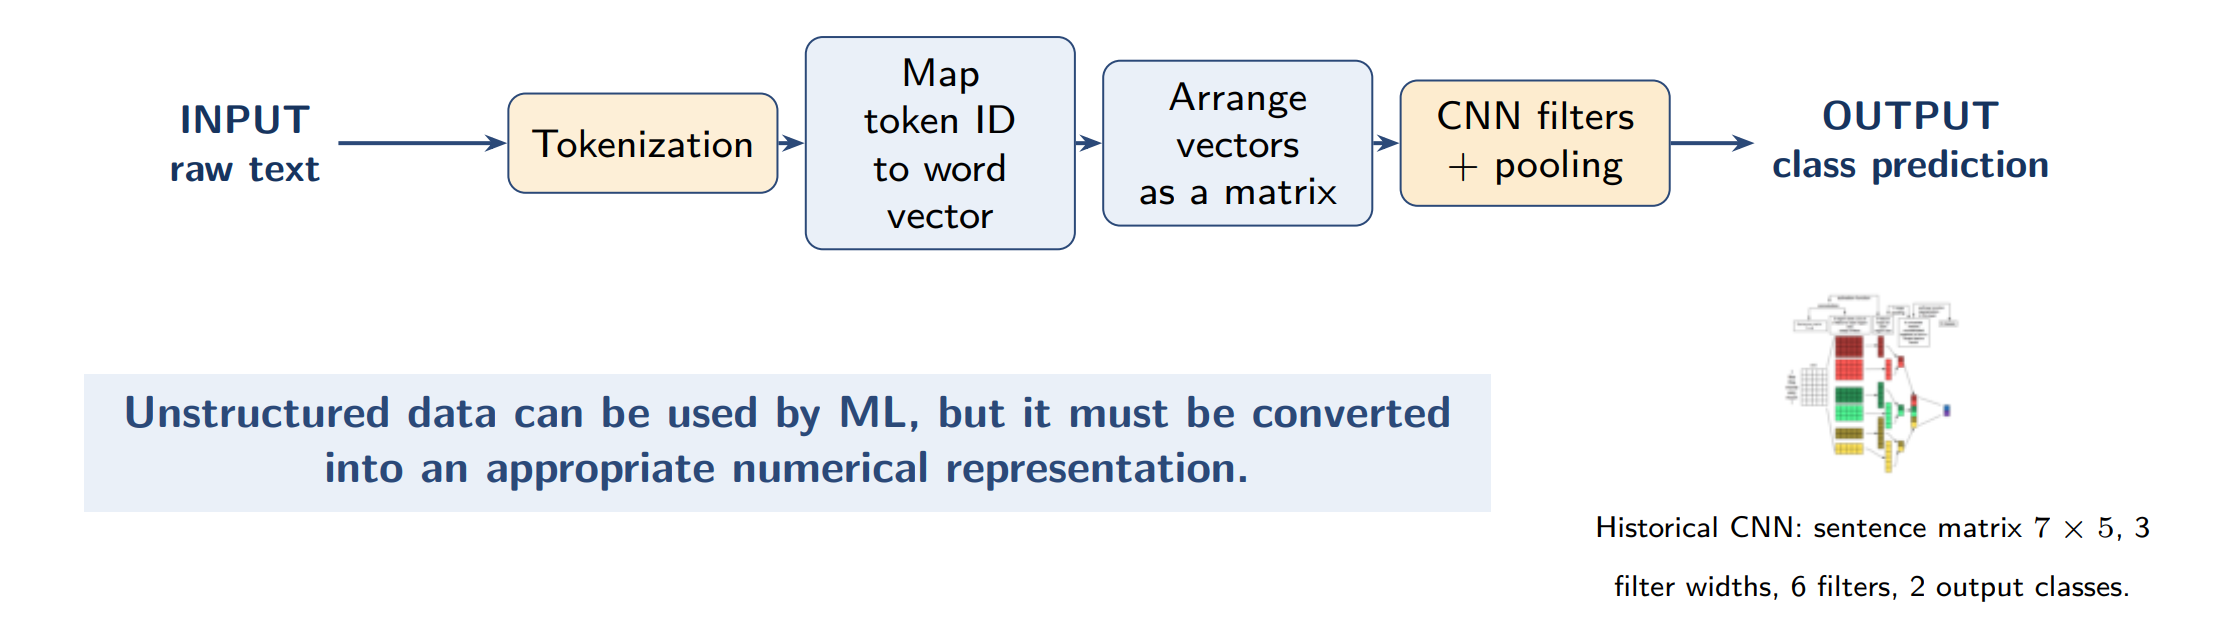 INPUT
raw text
Tokenization
Map
token ID
to word
vector
Arrange
vectors
as a matrix
CNN filters
+ pooling
OUTPUT
class prediction
Unstructured data can be used by ML, but it must be converted
into an appropriate numerical representation.
Historical CNN: sentence matrix 7 × 5, 3
filter widths, 6 filters, 2 output classes.